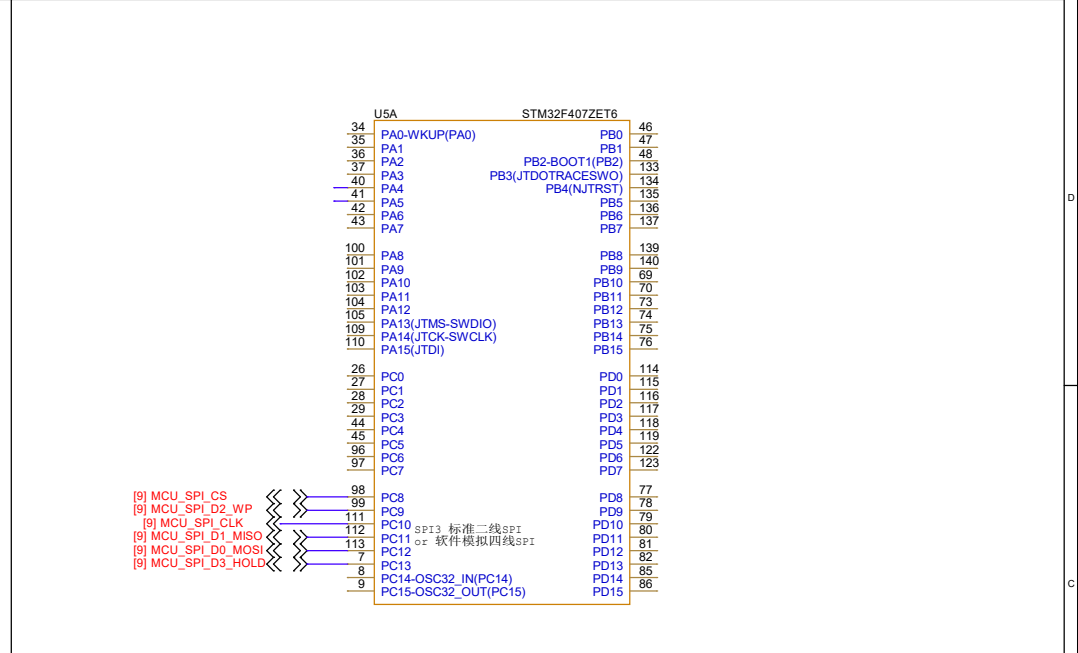 U5A STM32F407ZET6
34 PA0-WKUP(PA0) PB0 46
35 PA1 PB1 47
36 PA2 PB2-BOOT1(PB2) 48
37 PA3 PB3(JTDOTRACESWO) 133
40 PA4 PB4(NJTRST) 134
41 PA5 PB5 135
42 PA6 PB6 136
43 PA7 PB7 137
D
100 PA8 PB8 139
101 PA9 PB9 140
102 PA10 PB10 69
103 PA11 PB11 70
104 PA12 PB12 73
105 PA13(JTMS-SWDIO) PB13 74
109 PA14(JTCK-SWCLK) PB14 75
110 PA15(JTDI) PB15 76
26 PC0 PD0 114
27 PC1 PD1 115
28 PC2 PD2 116
29 PC3 PD3 117
44 PC4 PD4 118
45 PC5 PD5 119
96 PC6 PD6 122
97 PC7 PD7 123
[9] MCU_SPI_CS 98 PC8 PD8 77
[9] MCU_SPI_D2_WP 99 PC9 PD9 78
[9] MCU_SPI_CLK 111 PC10 SPI3 标准二线SPI PD10 79
[9] MCU_SPI_D1_MISO 112 PC11 or 软件模拟四线SPI PD11 80
[9] MCU_SPI_D0_MOSI 113 PC12 PD12 81
[9] MCU_SPI_D3_HOLD 7 PC13 PD13 82
8 PC14-OSC32_IN(PC14) PD14 85
9 PC15-OSC32_OUT(PC15) PD15 86
C